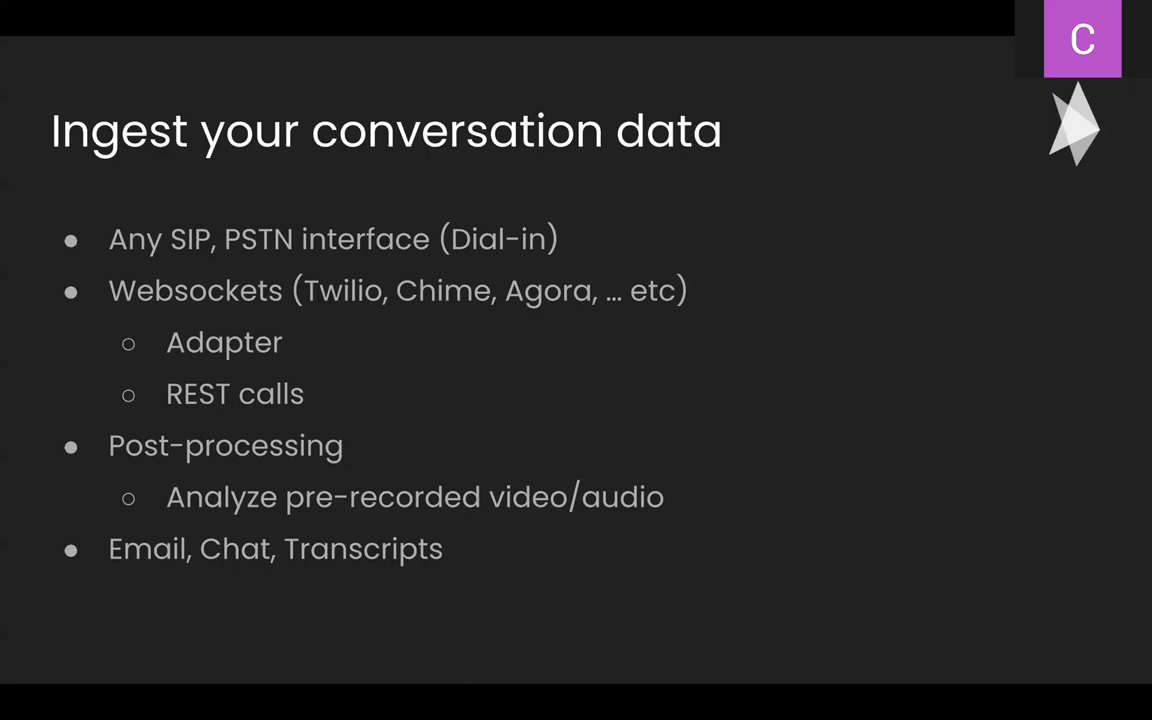 C
Ingest your conversation data
● Any SIP, PSTN interface (Dial-in)
● Websockets (Twilio, Chime, Agora, ... etc)
○ Adapter
○ REST calls
● Post-processing
○ Analyze pre-recorded video/audio
● Email, Chat, Transcripts